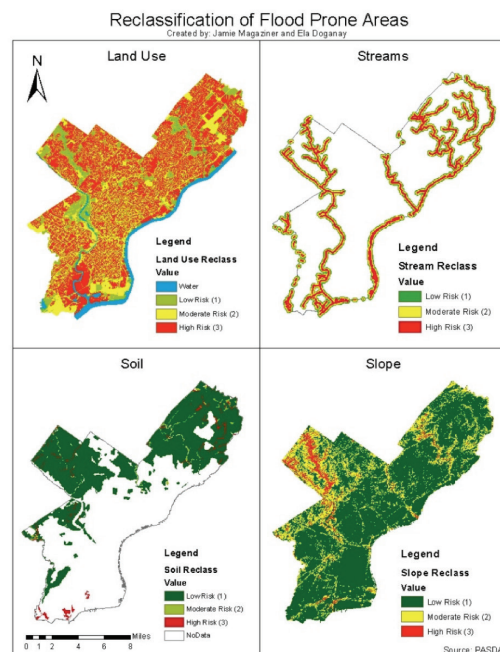 Reclassification of Flood Prone Areas
Created by: Jamie Magaziner and Ela Doganay
Land Use
N
Legend
Land Use Reclass
Value
Water
Low Risk (1)
Moderate Risk (2)
High Risk (3)
Streams
Legend
Stream Reclass
Value
Low Risk (1)
Moderate Risk (2)
High Risk (3)
Soil
Legend
Soil Reclass
Value
Low Risk (1)
Moderate Risk (2)
High Risk (3)
NoData
Miles
0 1 2 4 6 8
Slope
Legend
Slope Reclass
Value
Low Risk (1)
Moderate Risk (2)
High Risk (3)
Source: PASDA